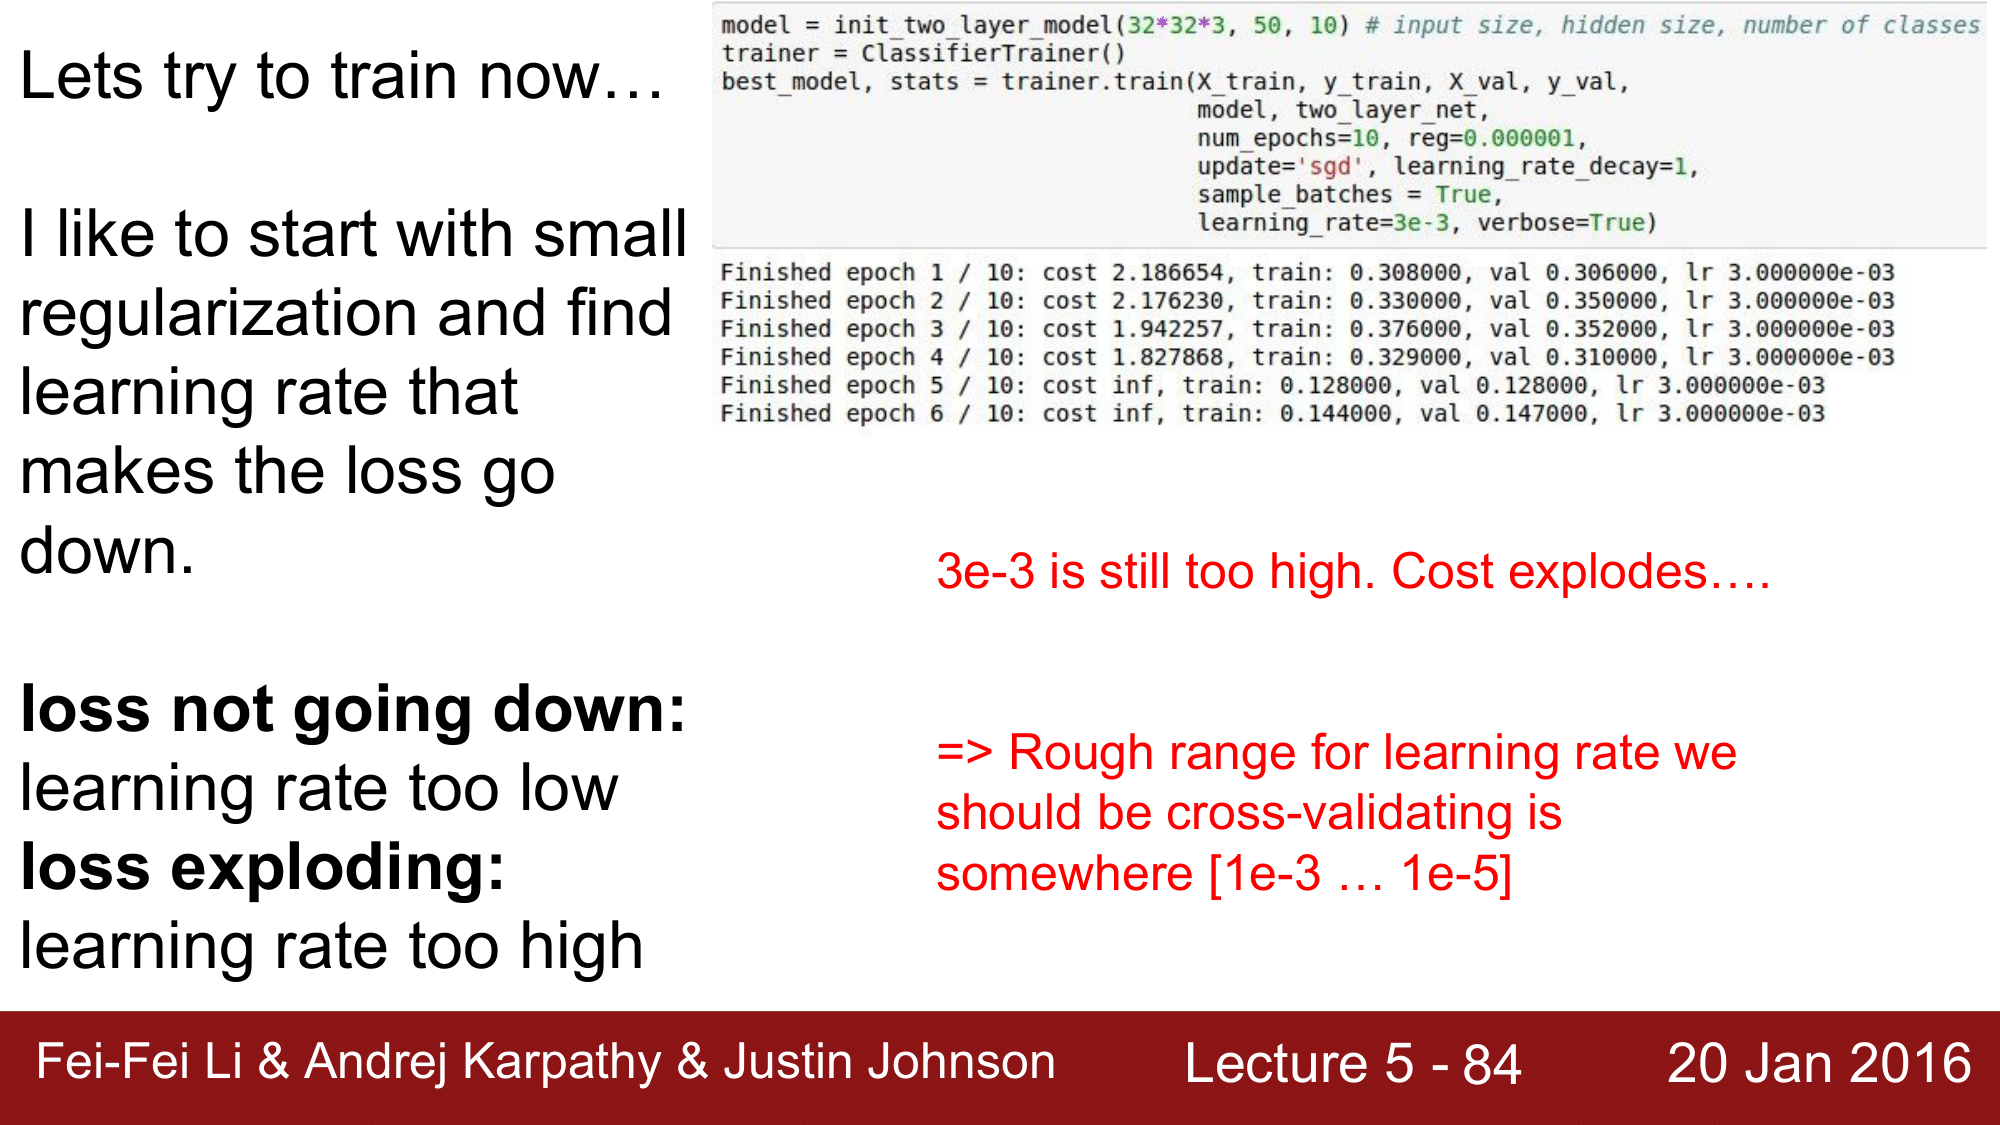 Lets try to train now…
I like to start with small
regularization and find
learning rate that
makes the loss go
down.
loss not going down:
learning rate too low
loss exploding:
learning rate too high
model = init_two_layer_model(32*32*3, 50, 10) # input size, hidden size, number of classes
trainer = ClassifierTrainer()
best_model, stats = trainer.train(X_train, y_train, X_val, y_val,
model, two_layer_net,
num_epochs=10, reg=0.000001,
update='sgd', learning_rate_decay=1,
sample_batches = True,
learning_rate=3e-3, verbose=True)
Finished epoch 1 / 10: cost 2.186654, train: 0.308000, val 0.306000, lr 3.000000e-03
Finished epoch 2 / 10: cost 2.176230, train: 0.330000, val 0.350000, lr 3.000000e-03
Finished epoch 3 / 10: cost 1.942257, train: 0.376000, val 0.352000, lr 3.000000e-03
Finished epoch 4 / 10: cost 1.827868, train: 0.329000, val 0.310000, lr 3.000000e-03
Finished epoch 5 / 10: cost inf, train: 0.128000, val 0.128000, lr 3.000000e-03
Finished epoch 6 / 10: cost inf, train: 0.144000, val 0.147000, lr 3.000000e-03
3e-3 is still too high. Cost explodes….
=> Rough range for learning rate we
should be cross-validating is
somewhere [1e-3 … 1e-5]
Fei-Fei Li & Andrej Karpathy & Justin Johnson
Lecture 5 - 84
20 Jan 2016